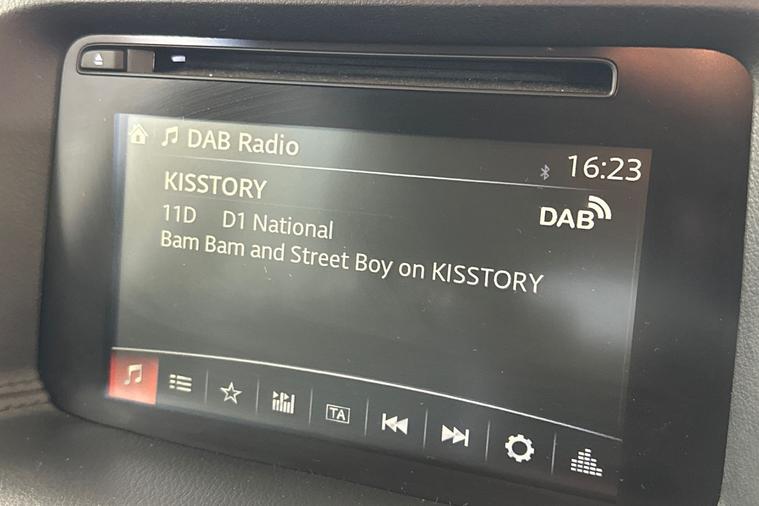 DAB Radio
16:23
KISSTORY
DAB
11D D1 National
Bam Bam and Street Boy on KISSTORY
TA